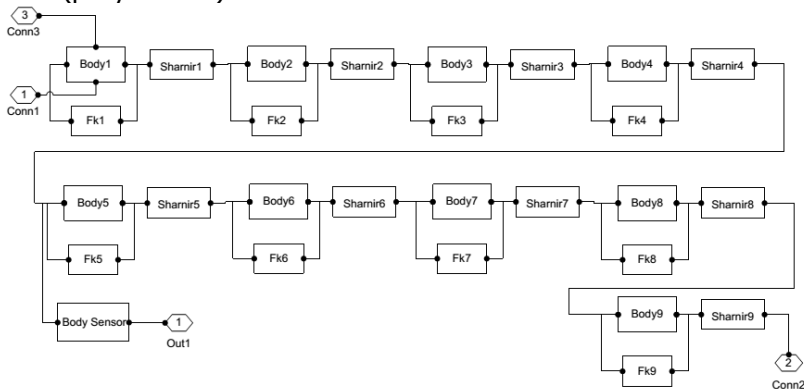 3
Conn3
Body1
Sharnir1
Body2
Sharnir2
Body3
Sharnir3
Body4
Sharnir4
1
Conn1
Fk1
Fk2
Fk3
Fk4
Body5
Sharnir5
Body6
Sharnir6
Body7
Sharnir7
Body8
Sharnir8
Fk5
Fk6
Fk7
Fk8
Body Sensor
1
Out1
Body9
Sharnir9
Fk9
2
Conn2